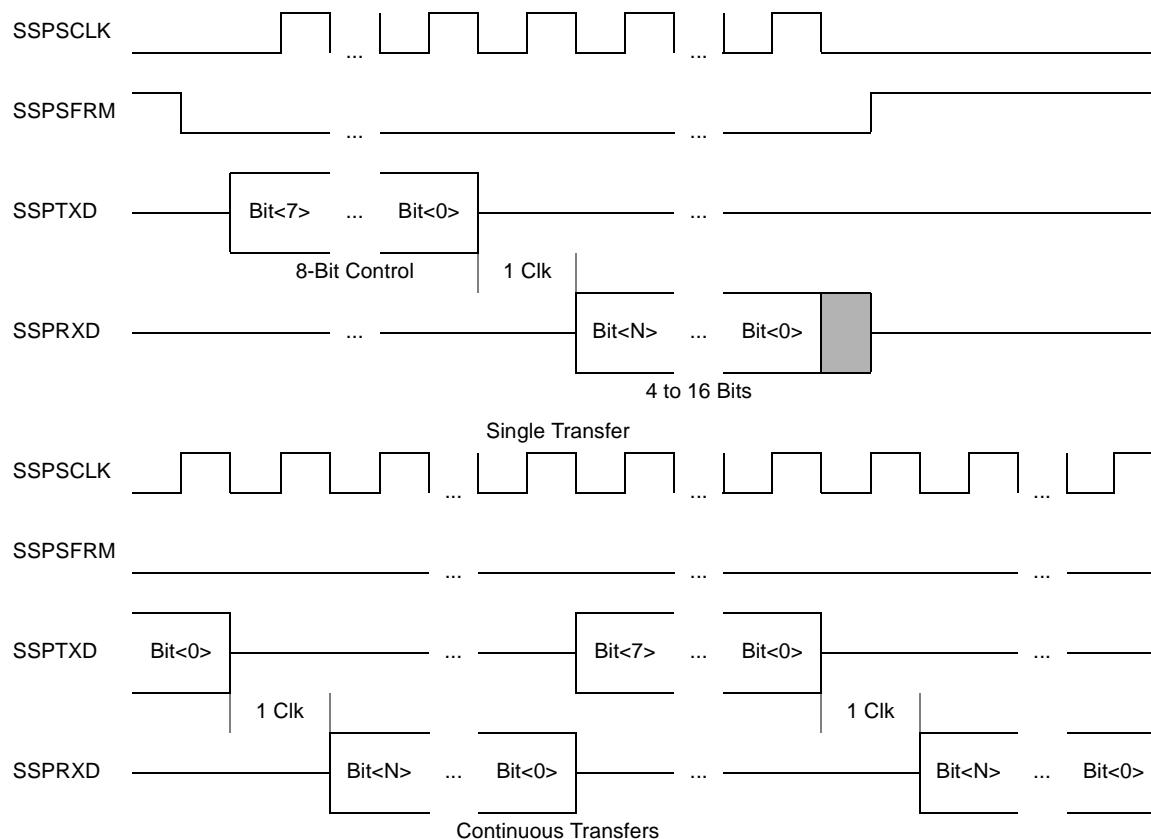 SSPSCLK ... ...
SSPSFRM ... ...
SSPTXD Bit<7> ... Bit<0> ...
8-Bit Control 1 Clk
SSPRXD ... Bit<N> ... Bit<0>
4 to 16 Bits
Single Transfer
SSPSCLK ... ... ...
SSPSFRM ... ... ...
SSPTXD Bit<0> ... Bit<7> ... Bit<0> ...
1 Clk 1 Clk
SSPRXD Bit<N> ... Bit<0> ... Bit<N> ... Bit<0>
Continuous Transfers